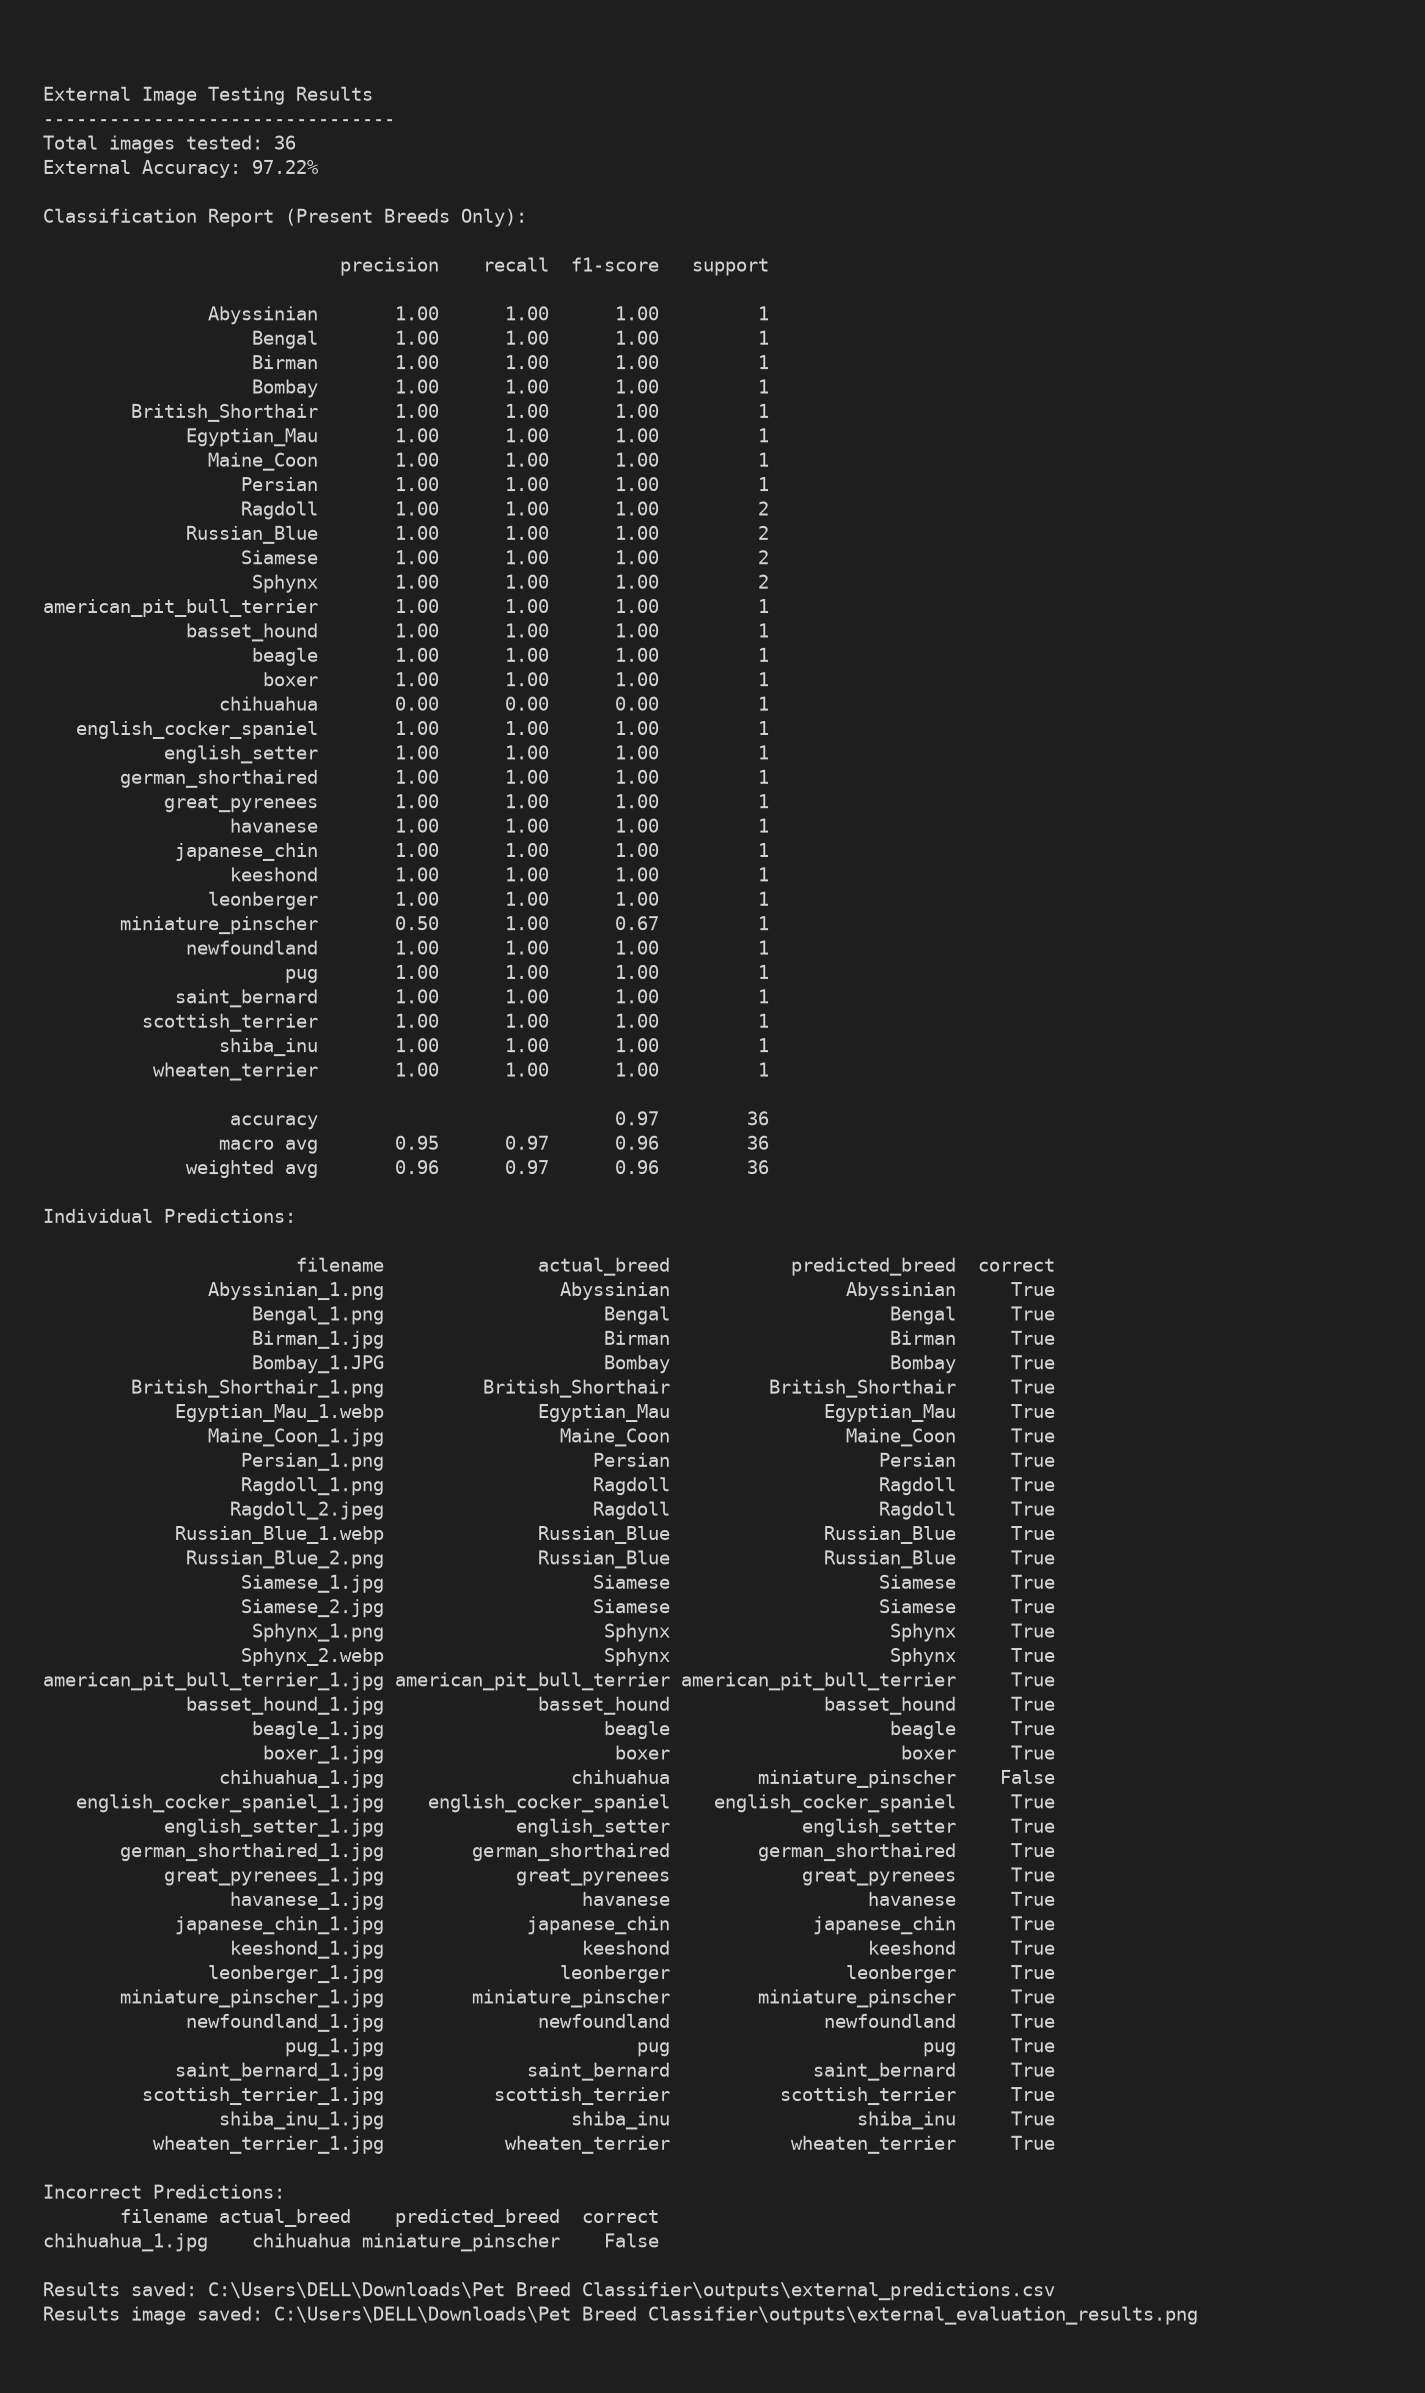 External Image Testing Results
--------------------------------
Total images tested: 36
External Accuracy: 97.22%

Classification Report (Present Breeds Only):

                           precision    recall  f1-score   support

               Abyssinian       1.00      1.00      1.00         1
                   Bengal       1.00      1.00      1.00         1
                   Birman       1.00      1.00      1.00         1
                   Bombay       1.00      1.00      1.00         1
        British_Shorthair       1.00      1.00      1.00         1
             Egyptian_Mau       1.00      1.00      1.00         1
               Maine_Coon       1.00      1.00      1.00         1
                  Persian       1.00      1.00      1.00         1
                  Ragdoll       1.00      1.00      1.00         2
             Russian_Blue       1.00      1.00      1.00         2
                  Siamese       1.00      1.00      1.00         2
                   Sphynx       1.00      1.00      1.00         2
american_pit_bull_terrier       1.00      1.00      1.00         1
             basset_hound       1.00      1.00      1.00         1
                   beagle       1.00      1.00      1.00         1
                    boxer       1.00      1.00      1.00         1
                chihuahua       0.00      0.00      0.00         1
   english_cocker_spaniel       1.00      1.00      1.00         1
           english_setter       1.00      1.00      1.00         1
       german_shorthaired       1.00      1.00      1.00         1
           great_pyrenees       1.00      1.00      1.00         1
                 havanese       1.00      1.00      1.00         1
            japanese_chin       1.00      1.00      1.00         1
                 keeshond       1.00      1.00      1.00         1
               leonberger       1.00      1.00      1.00         1
       miniature_pinscher       0.50      1.00      0.67         1
             newfoundland       1.00      1.00      1.00         1
                      pug       1.00      1.00      1.00         1
            saint_bernard       1.00      1.00      1.00         1
         scottish_terrier       1.00      1.00      1.00         1
                shiba_inu       1.00      1.00      1.00         1
          wheaten_terrier       1.00      1.00      1.00         1

                 accuracy                           0.97        36
                macro avg       0.95      0.97      0.96        36
             weighted avg       0.96      0.97      0.96        36

Individual Predictions:

                       filename              actual_breed           predicted_breed  correct
               Abyssinian_1.png                Abyssinian                Abyssinian     True
                   Bengal_1.png                    Bengal                    Bengal     True
                   Birman_1.jpg                    Birman                    Birman     True
                   Bombay_1.JPG                    Bombay                    Bombay     True
        British_Shorthair_1.png         British_Shorthair         British_Shorthair     True
            Egyptian_Mau_1.webp              Egyptian_Mau              Egyptian_Mau     True
               Maine_Coon_1.jpg                Maine_Coon                Maine_Coon     True
                  Persian_1.png                   Persian                   Persian     True
                  Ragdoll_1.png                   Ragdoll                   Ragdoll     True
                 Ragdoll_2.jpeg                   Ragdoll                   Ragdoll     True
            Russian_Blue_1.webp              Russian_Blue              Russian_Blue     True
             Russian_Blue_2.png              Russian_Blue              Russian_Blue     True
                  Siamese_1.jpg                   Siamese                   Siamese     True
                  Siamese_2.jpg                   Siamese                   Siamese     True
                   Sphynx_1.png                    Sphynx                    Sphynx     True
                  Sphynx_2.webp                    Sphynx                    Sphynx     True
american_pit_bull_terrier_1.jpg american_pit_bull_terrier american_pit_bull_terrier     True
             basset_hound_1.jpg              basset_hound              basset_hound     True
                   beagle_1.jpg                    beagle                    beagle     True
                    boxer_1.jpg                     boxer                     boxer     True
                chihuahua_1.jpg                 chihuahua        miniature_pinscher    False
   english_cocker_spaniel_1.jpg    english_cocker_spaniel    english_cocker_spaniel     True
           english_setter_1.jpg            english_setter            english_setter     True
       german_shorthaired_1.jpg        german_shorthaired        german_shorthaired     True
           great_pyrenees_1.jpg            great_pyrenees            great_pyrenees     True
                 havanese_1.jpg                  havanese                  havanese     True
            japanese_chin_1.jpg             japanese_chin             japanese_chin     True
                 keeshond_1.jpg                  keeshond                  keeshond     True
               leonberger_1.jpg                leonberger                leonberger     True
       miniature_pinscher_1.jpg        miniature_pinscher        miniature_pinscher     True
             newfoundland_1.jpg              newfoundland              newfoundland     True
                      pug_1.jpg                       pug                       pug     True
            saint_bernard_1.jpg             saint_bernard             saint_bernard     True
         scottish_terrier_1.jpg          scottish_terrier          scottish_terrier     True
                shiba_inu_1.jpg                 shiba_inu                 shiba_inu     True
          wheaten_terrier_1.jpg           wheaten_terrier           wheaten_terrier     True

Incorrect Predictions:
       filename actual_breed    predicted_breed  correct
chihuahua_1.jpg    chihuahua miniature_pinscher    False

Results saved: C:\Users\DELL\Downloads\Pet Breed Classifier\outputs\external_predictions.csv
Results image saved: C:\Users\DELL\Downloads\Pet Breed Classifier\outputs\external_evaluation_results.png